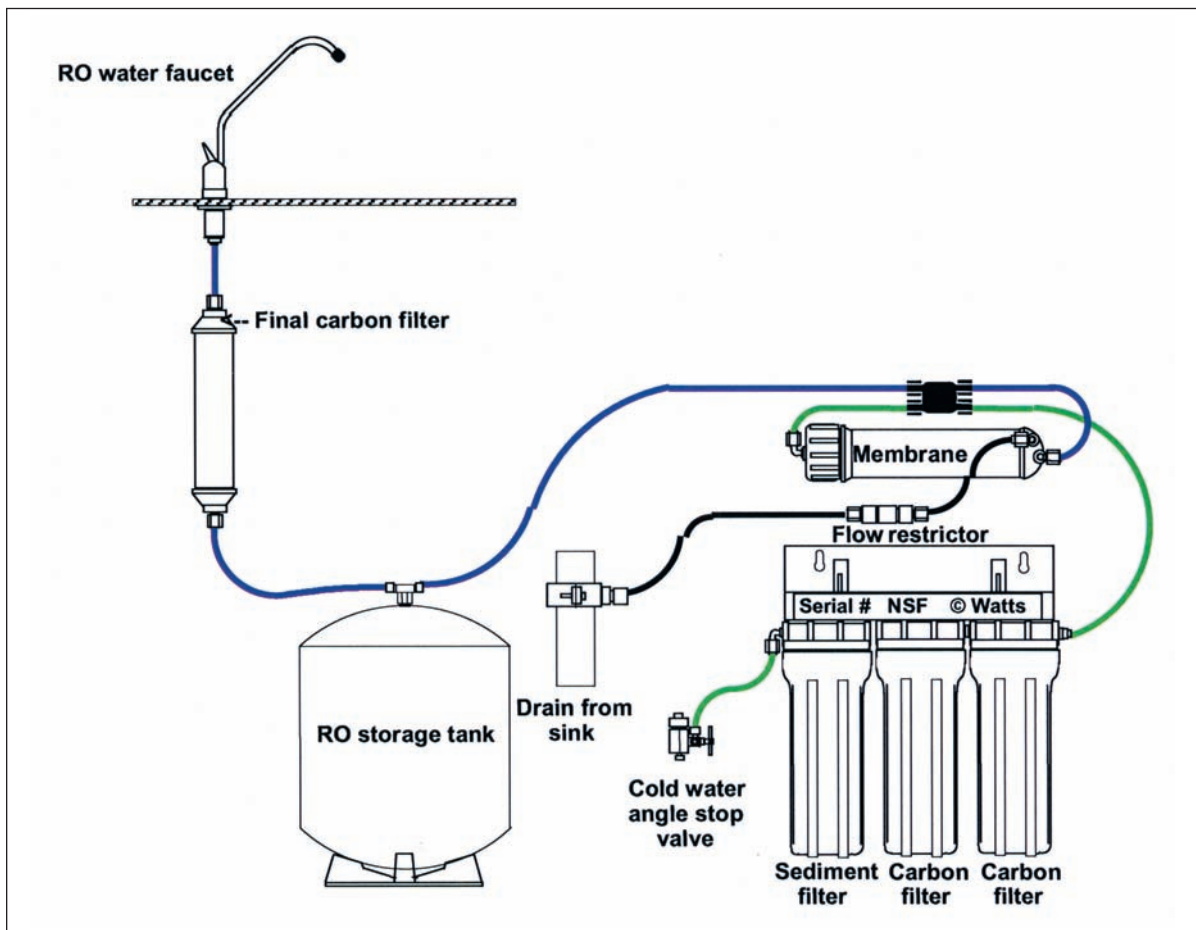 RO water faucet
Final carbon filter
Membrane
Flow restrictor
Serial # NSF © Watts
Drain from
sink
RO storage tank
Cold water
angle stop
valve
Sediment
filter
Carbon
filter
Carbon
filter